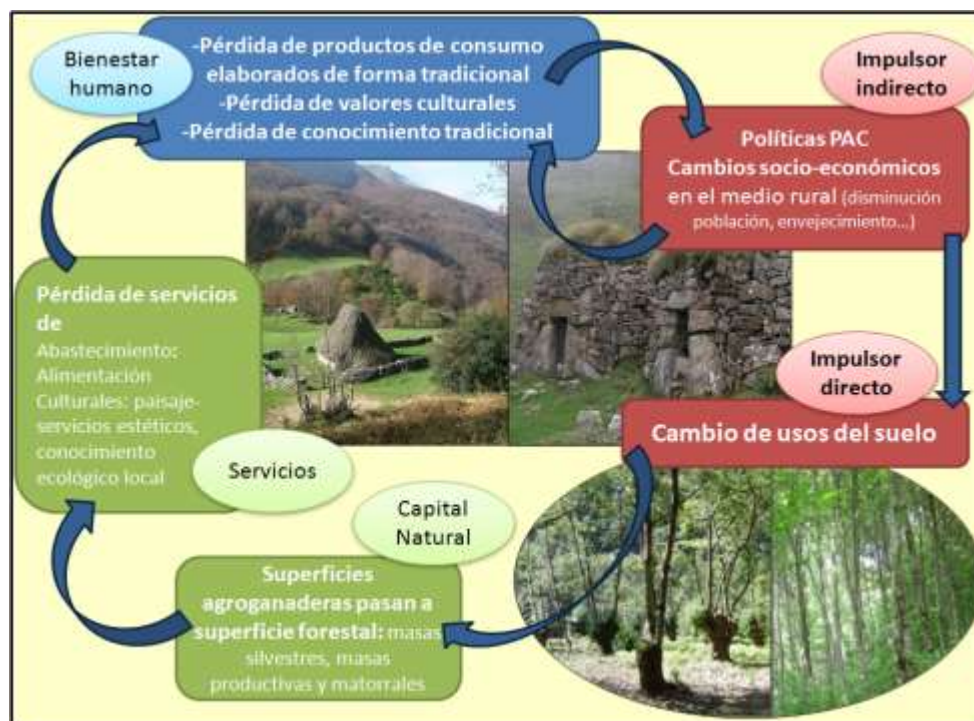 Bienestar
humano
-Pérdida de productos de consumo
elaborados de forma tradicional
-Pérdida de valores culturales
-Pérdida de conocimiento tradicional
Impulsor
indirecto
Políticas PAC
Cambios socio-económicos
en el medio rural (disminución
población, envejecimiento...)
Impulsor
directo
Cambio de usos del suelo
Capital
Natural
Superficies
agroganaderas pasan a
superficie forestal: masas
silvestres, masas
productivas y matorrales
Servicios
Pérdida de servicios
de
Abastecimiento:
Alimentación
Culturales: paisaje-
servicios estéticos,
conocimiento
ecológico local